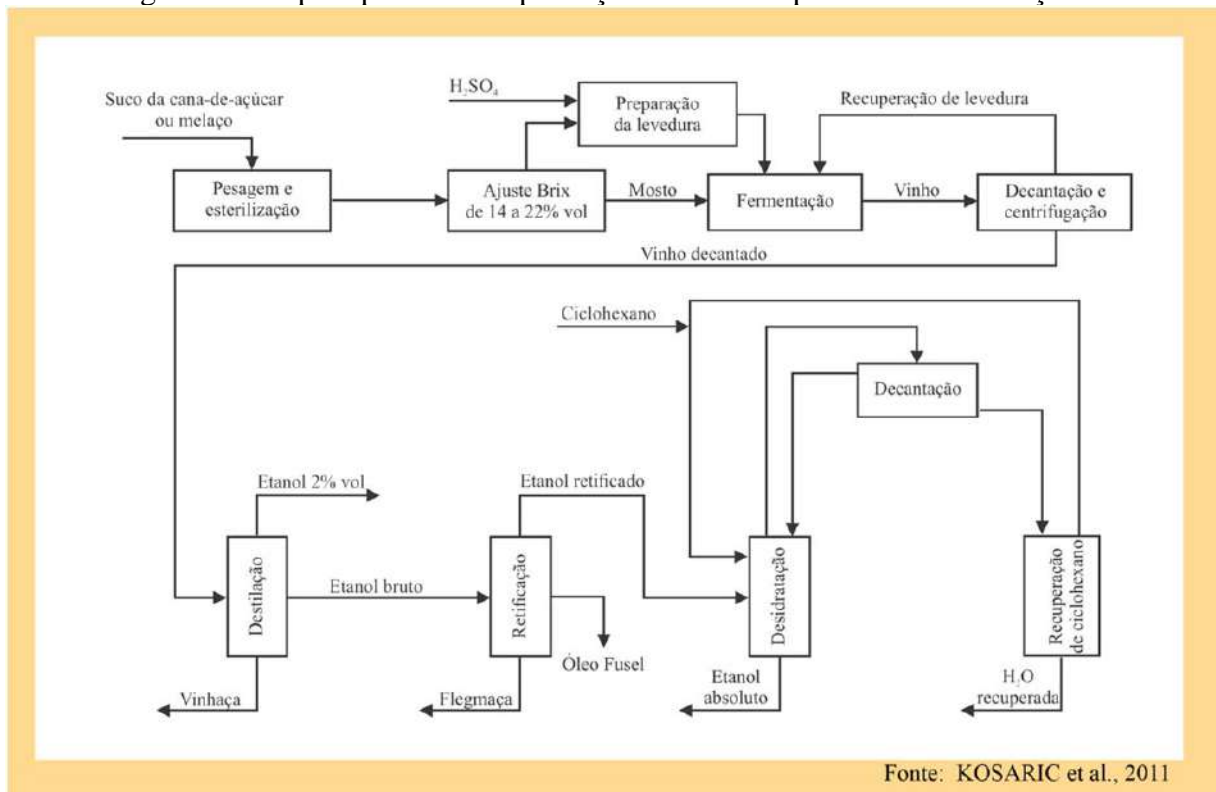 Suco da cana-de-açúcar
ou melaço
H₂SO₄
Preparação
da levedura
Recuperação de levedura
Pesagem e
esterilização
Ajuste Brix
de 14 a 22% vol
Mosto
Fermentação
Vinho
Decantação e
centrifugação
Vinho decantado
Ciclohexano
Decantação
Etanol 2% vol
Etanol retificado
Destilação
Etanol bruto
Retificação
Óleo Fusel
Desidratação
Recuperação
de ciclohexano
Vinhaça
Flegmaça
Etanol
absoluto
H₂O
recuperada
Fonte: KOSARIC et al., 2011